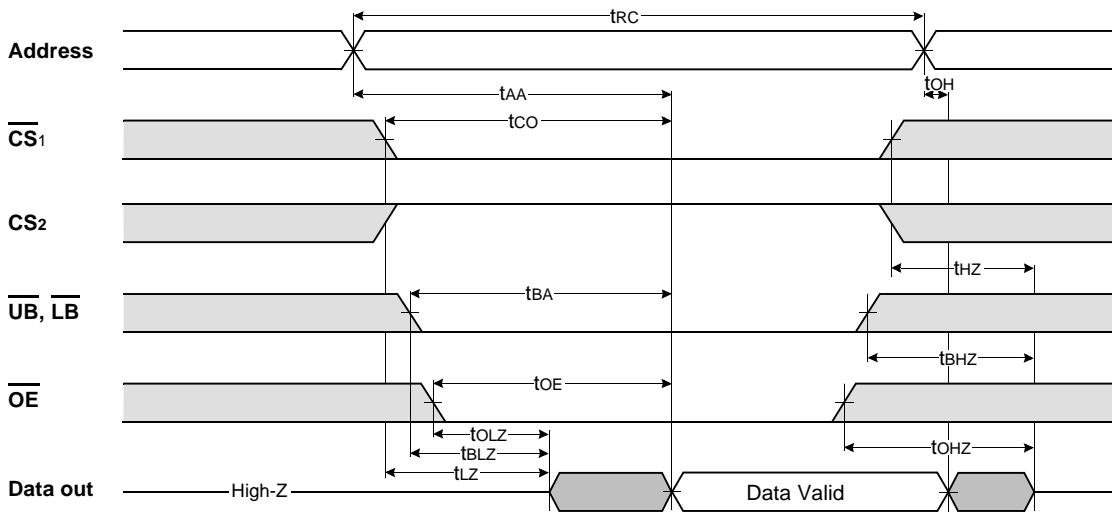 tRC
Address
tOH
tAA
CS1
tCO
CS2
tHZ
UB, LB
tBA
tBHZ
OE
tOE
tOLZ
tBLZ
tOHZ
tLZ
Data out
High-Z
Data Valid